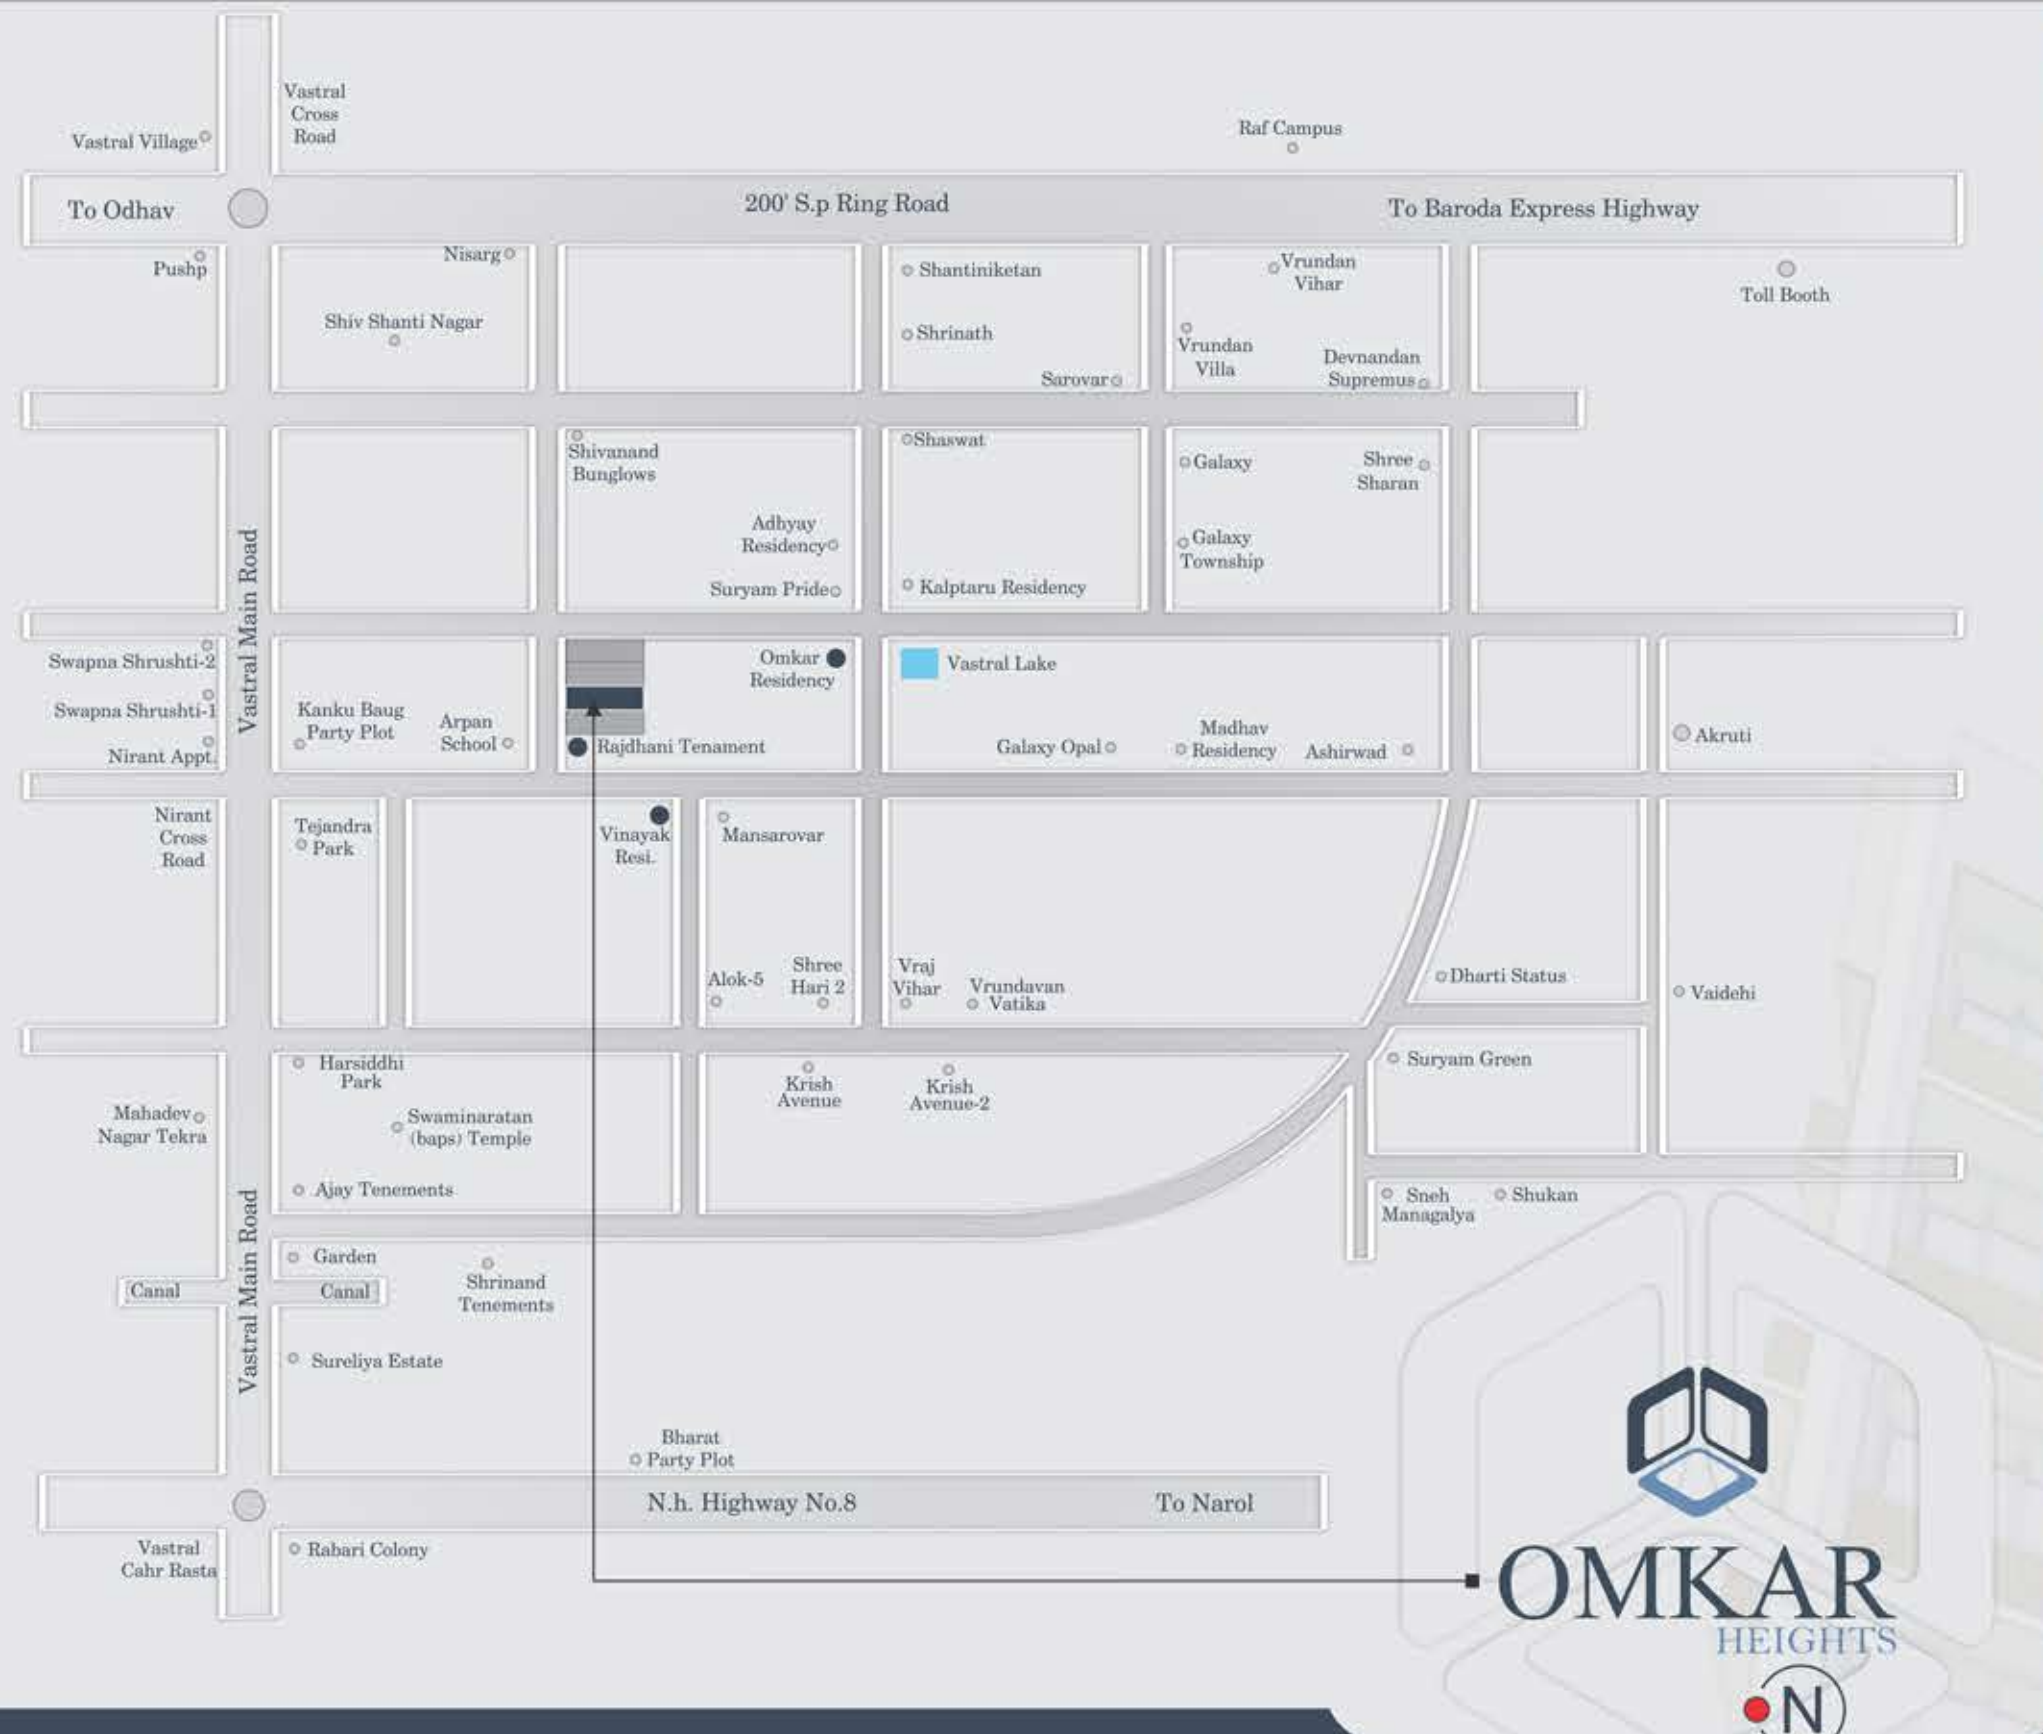 Vastral
Cross
Road
Vastral Village
Raf Campus
To Odhav
200' S.p Ring Road
To Baroda Express Highway
Pushp
Nisarg
Shiv Shanti Nagar
Shantiniketan
Shrinath
Sarovar
Vrundan
Vihar
Vrundan
Villa
Devnandan
Supremus
Toll Booth
Shivanand
Bunglows
Adhyay
Residency
Suryam Pride
Shaswat
Kalptaru Residency
Galaxy
Shree
Sharan
Galaxy
Township
Vastral Main Road
Swapna Shrushti-2
Swapna Shrushti-1
Nirant Appt.
Kanku Baug
Party Plot
Arpan
School
Omkar
Residency
Rajdhani Tenament
Vastral Lake
Galaxy Opal
Madhav
Residency
Ashirwad
Akruti
Nirant
Cross
Road
Tejandra
Park
Vinayak
Resi.
Mansarovar
Alok-5
Shree
Hari 2
Vraj
Vihar
Vrundavan
Vatika
Dharti Status
Vaidehi
Harsiddhi
Park
Mahadev
Nagar Tekra
Swaminaratan
(baps) Temple
Ajay Tenements
Krish
Avenue
Krish
Avenue-2
Suryam Green
Sneh
Managalya
Shukan
Vastral Main Road
Garden
Canal
Canal
Shrinand
Tenements
Sureliya Estate
Bharat
Party Plot
N.h. Highway No.8
To Narol
Vastral
Cahr Rasta
Rabari Colony
OMKAR
HEIGHTS
N